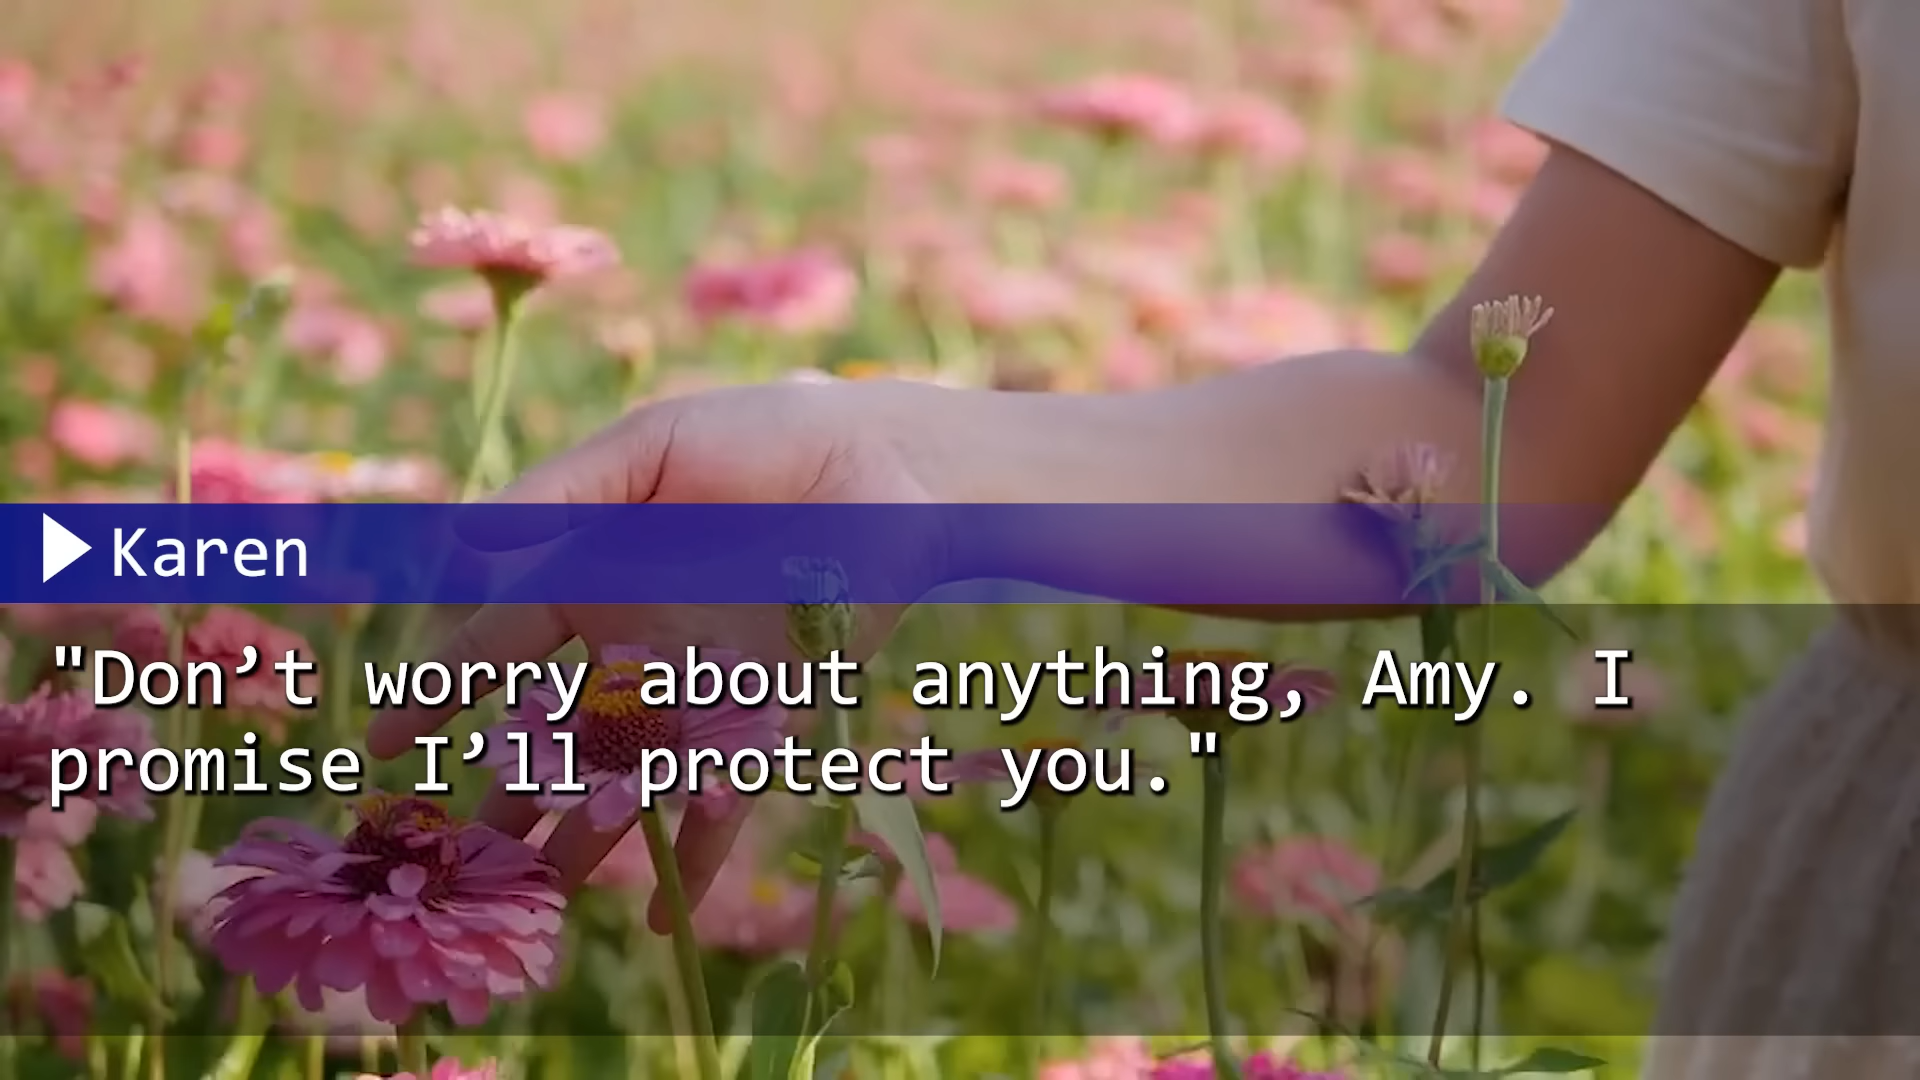 Karen
"Don’t worry about anything, Amy. I
promise I’ll protect you."